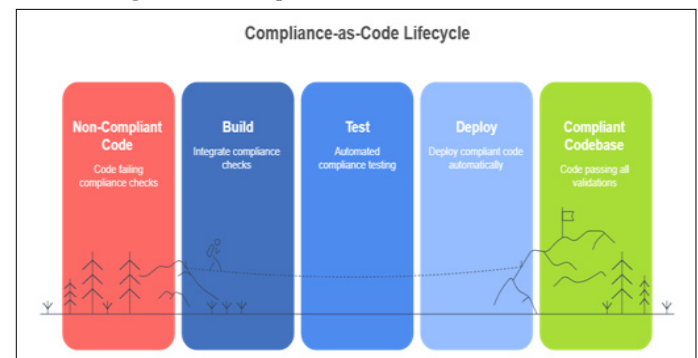 Compliance-as-Code Lifecycle
Non-Compliant
Code
Code failing
compliance checks
Build
Integrate compliance
checks
Test
Automated
compliance testing
Deploy
Deploy compliant code
automatically
Compliant
Codebase
Code passing all
validations